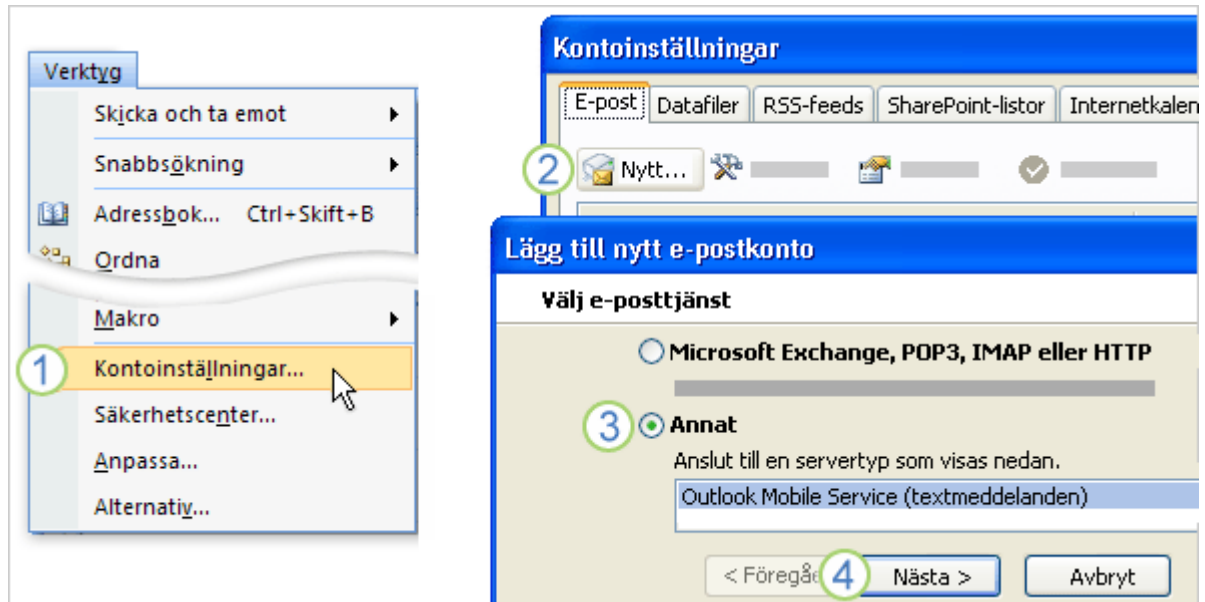 Verktyg
Skicka och ta emot
Snabbsökning
Adressbok... Ctrl+Skift+B
Ordna
Makro
1
Kontoinställningar...
Säkerhetscenter...
Anpassa...
Alternativ...
Kontoinställningar
E-post Datafiler RSS-feeds SharePoint-listor Internetkalen
2 Nytt...
Lägg till nytt e-postkonto
Välj e-posttjänst
Microsoft Exchange, POP3, IMAP eller HTTP
3 Annat
Anslut till en servertyp som visas nedan.
Outlook Mobile Service (textmeddelanden)
< Föregåe 4 Nästa > Avbryt